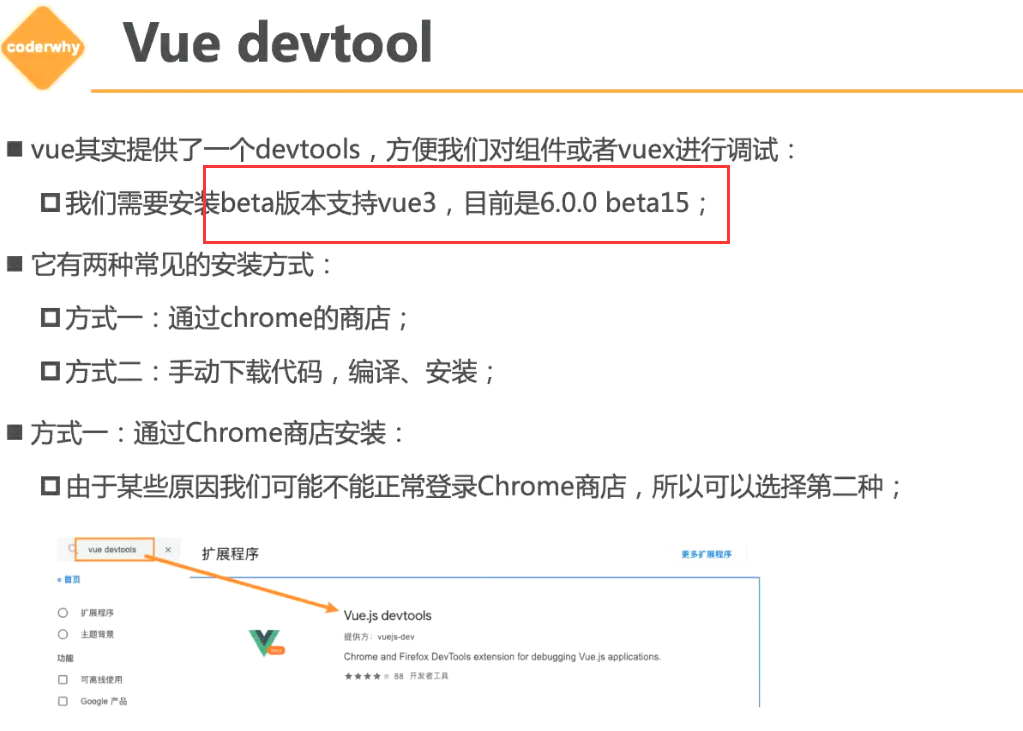 coderwhy
Vue devtool
vue其实提供了一个devtools，方便我们对组件或者vuex进行调试：
我们需要安装beta版本支持vue3，目前是6.0.0 beta15；
它有两种常见的安装方式：
方式一：通过chrome的商店；
方式二：手动下载代码，编译、安装；
方式一：通过Chrome商店安装：
由于某些原因我们可能不能正常登录Chrome商店，所以可以选择第二种；
vue devtools ×
扩展程序
更多扩展程序
« 首页
扩展程序
主题背景
功能
可离线使用
Google 产品
Vue.js devtools
提供方：vuejs-dev
Chrome and Firefox DevTools extension for debugging Vue.js applications.
★★★★★ 88 开发者工具
beta